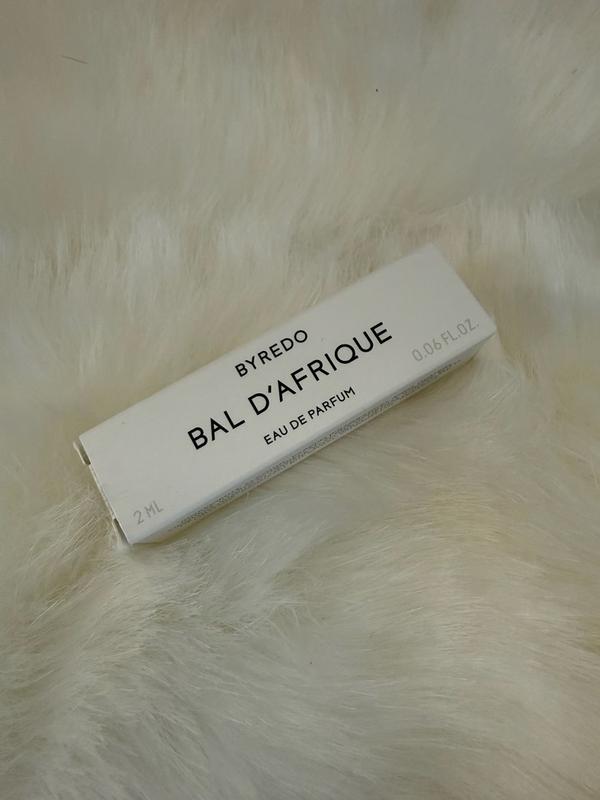 BYREDO
BAL D'AFRIQUE
EAU DE PARFUM
2 ML
0.06 FL.OZ.